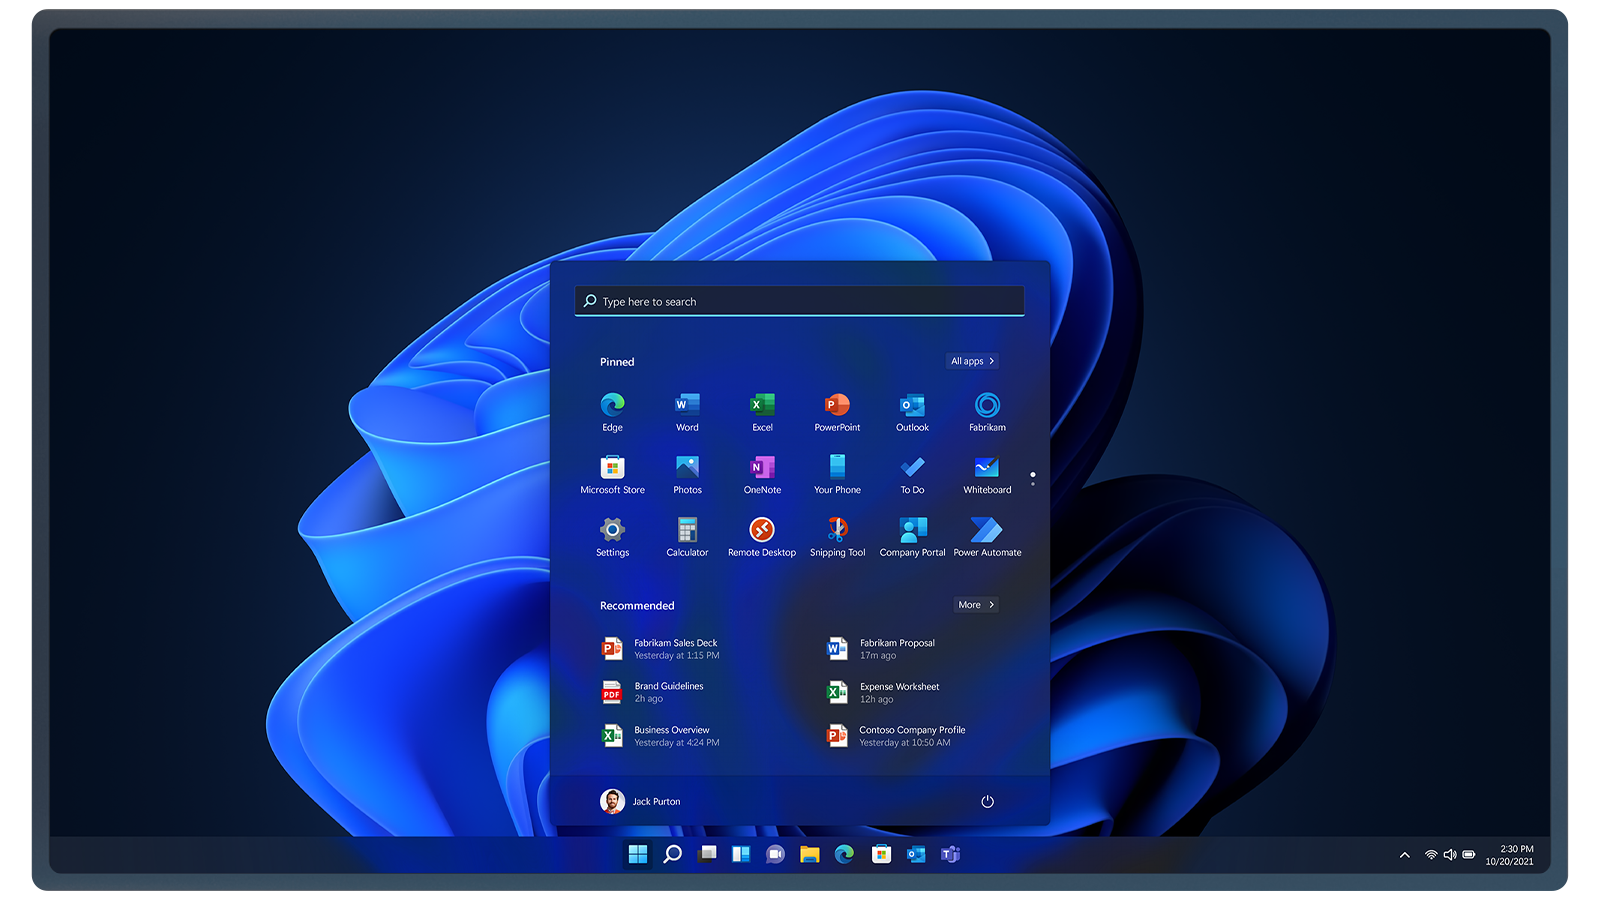 Type here to search
Pinned
All apps
Edge
Word
Excel
PowerPoint
Outlook
Fabrikam
Microsoft Store
Photos
OneNote
Your Phone
To Do
Whiteboard
Settings
Calculator
Remote Desktop
Snipping Tool
Company Portal
Power Automate
Recommended
More
Fabrikam Sales Deck
Yesterday at 1:15 PM
Fabrikam Proposal
17m ago
PDF
Brand Guidelines
2h ago
Expense Worksheet
12h ago
Business Overview
Yesterday at 4:24 PM
Contoso Company Profile
Yesterday at 10:50 AM
Jack Purton
2:30 PM
10/20/2021